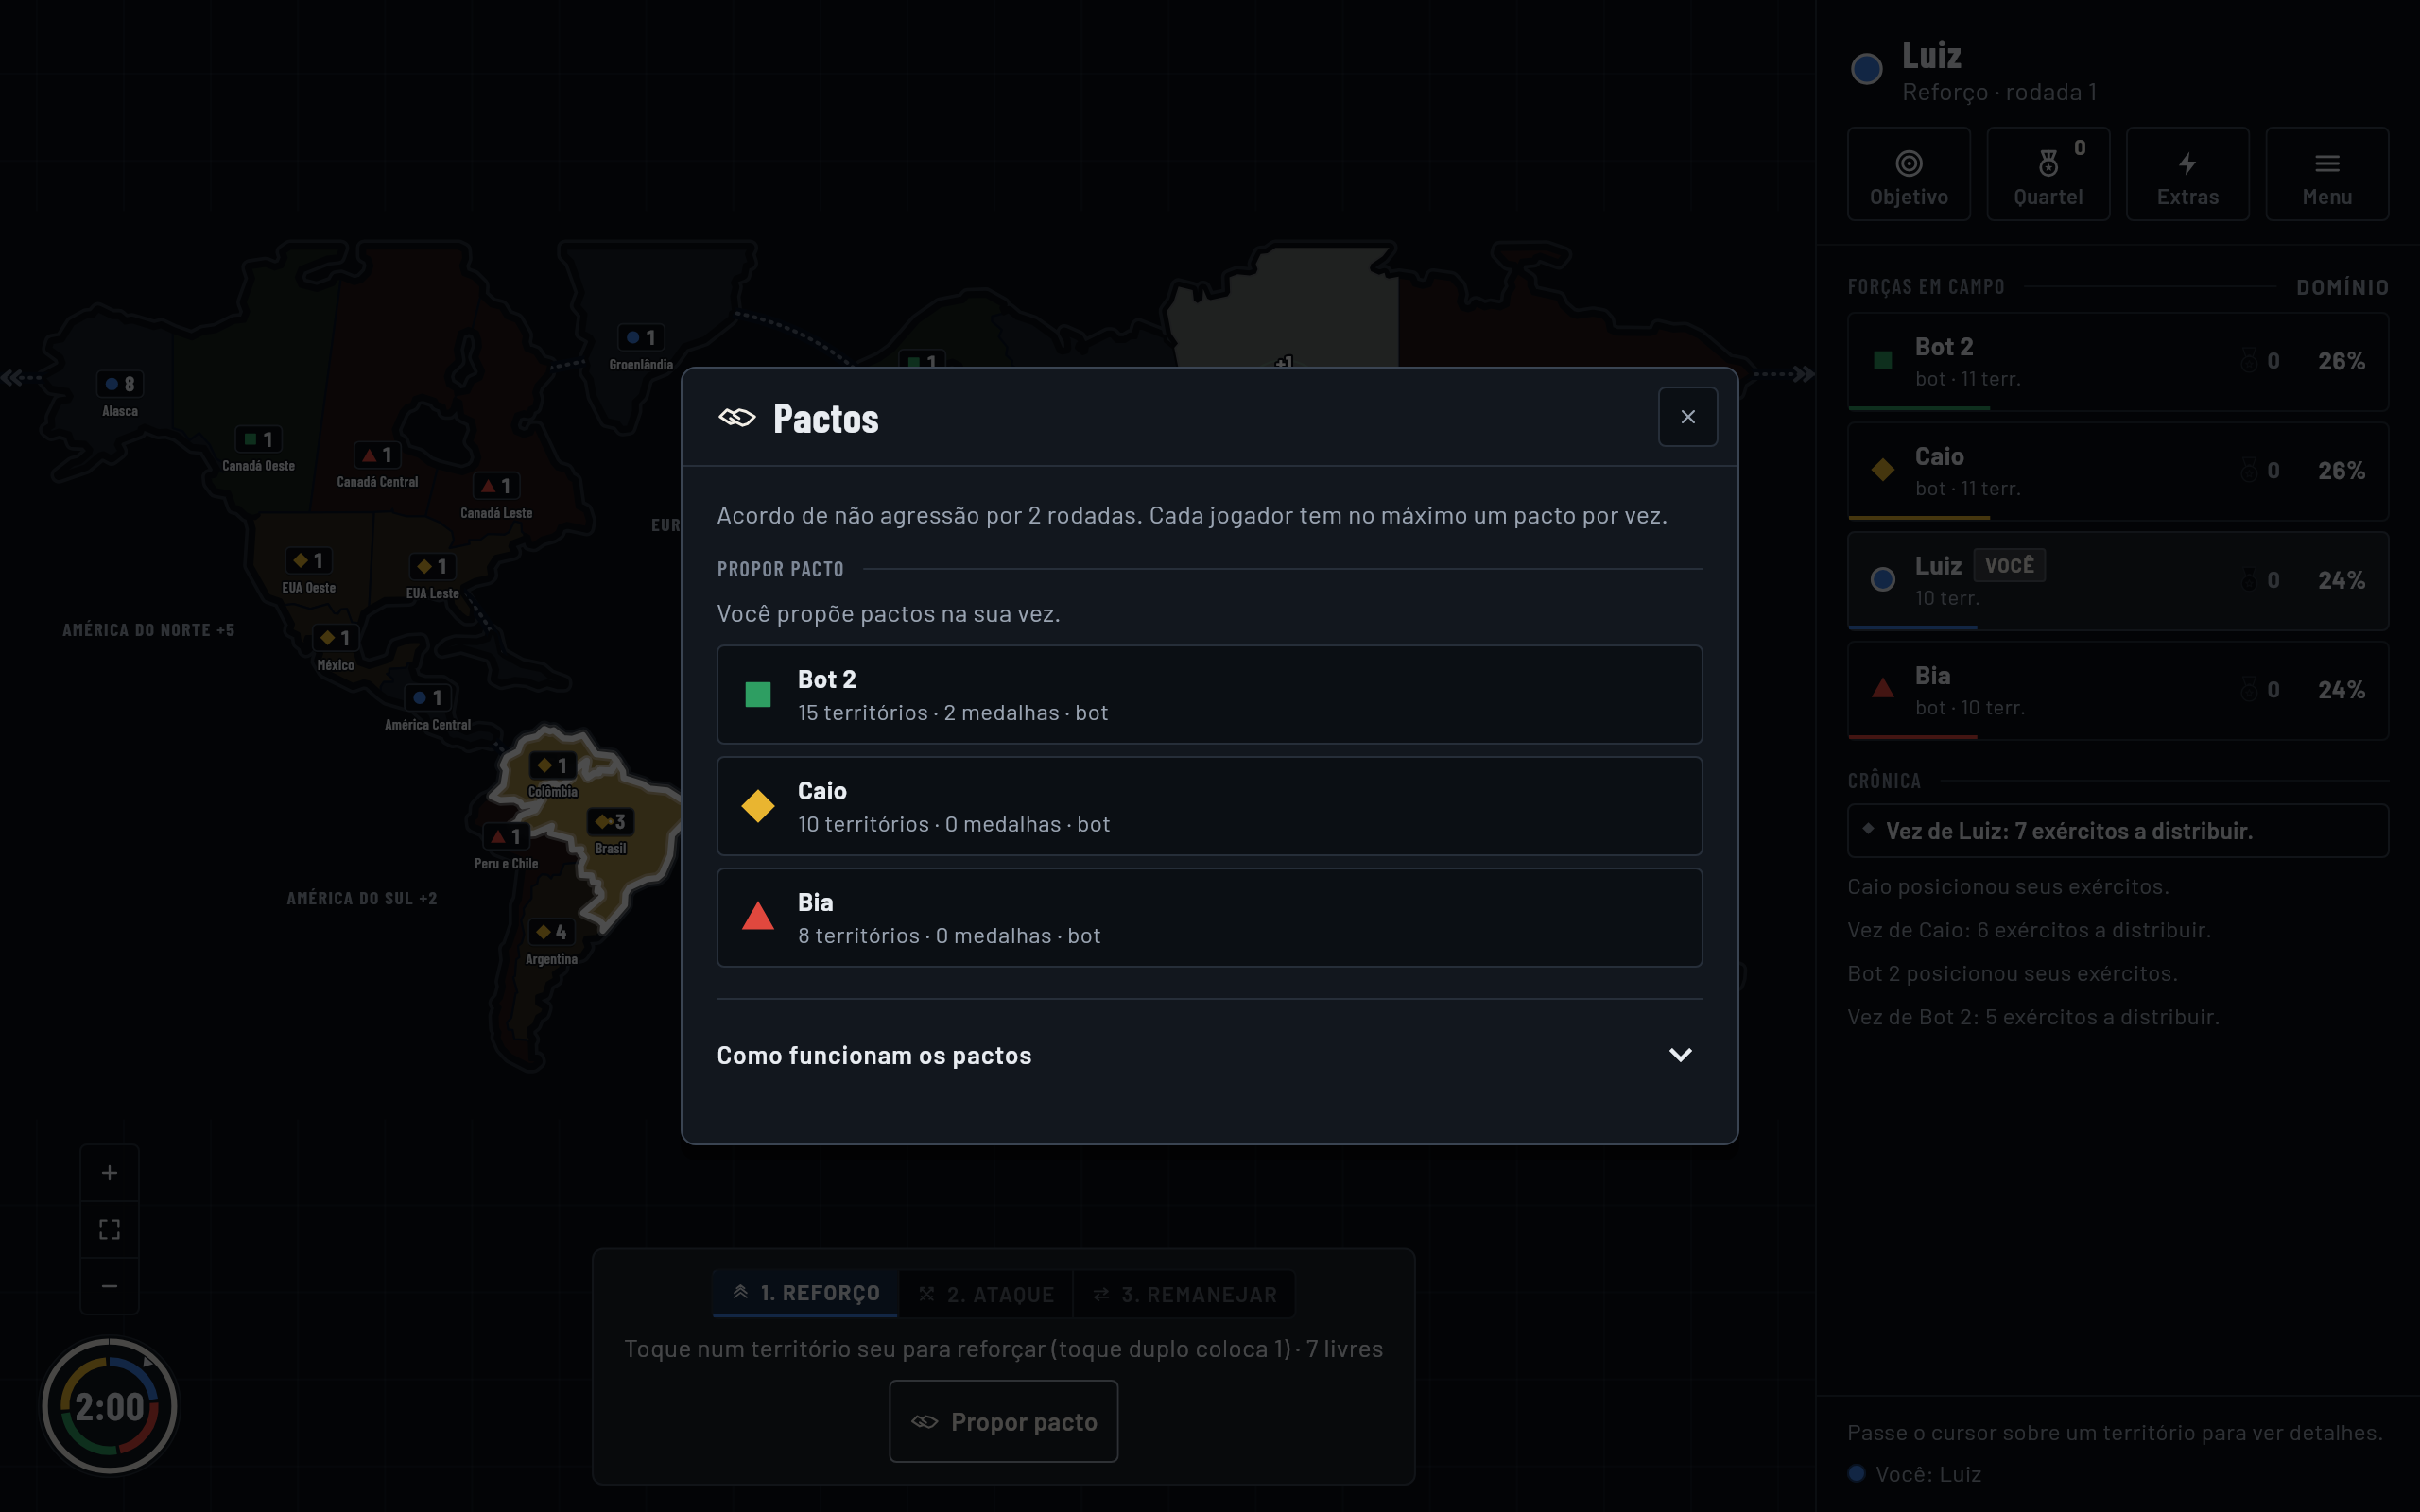 Luiz
Reforço · rodada 1
Objetivo
0
Quartel
Extras
Menu
FORÇAS EM CAMPO
DOMÍNIO
Bot 2
bot · 11 terr.
0
26%
Caio
bot · 11 terr.
0
26%
Luiz VOCÊ
10 terr.
0
24%
Bia
bot · 10 terr.
0
24%
CRÔNICA
Vez de Luiz: 7 exércitos a distribuir.
Caio posicionou seus exércitos.
Vez de Caio: 6 exércitos a distribuir.
Bot 2 posicionou seus exércitos.
Vez de Bot 2: 5 exércitos a distribuir.
Passe o cursor sobre um território para ver detalhes.
Você: Luiz
1
Groenlândia
8
Alasca
1
Canadá Oeste
1
Canadá Central
1
Canadá Leste
1
EUA Oeste
1
EUA Leste
AMÉRICA DO NORTE +5
1
México
1
América Central
1
Colômbia
3
Brasil
1
Peru e Chile
AMÉRICA DO SUL +2
4
Argentina
EUR
1
+1
Pactos
Acordo de não agressão por 2 rodadas. Cada jogador tem no máximo um pacto por vez.
PROPOR PACTO
Você propõe pactos na sua vez.
Bot 2
15 territórios · 2 medalhas · bot
Caio
10 territórios · 0 medalhas · bot
Bia
8 territórios · 0 medalhas · bot
Como funcionam os pactos
2:00
1. REFORÇO
2. ATAQUE
3. REMANEJAR
Toque num território seu para reforçar (toque duplo coloca 1) · 7 livres
Propor pacto